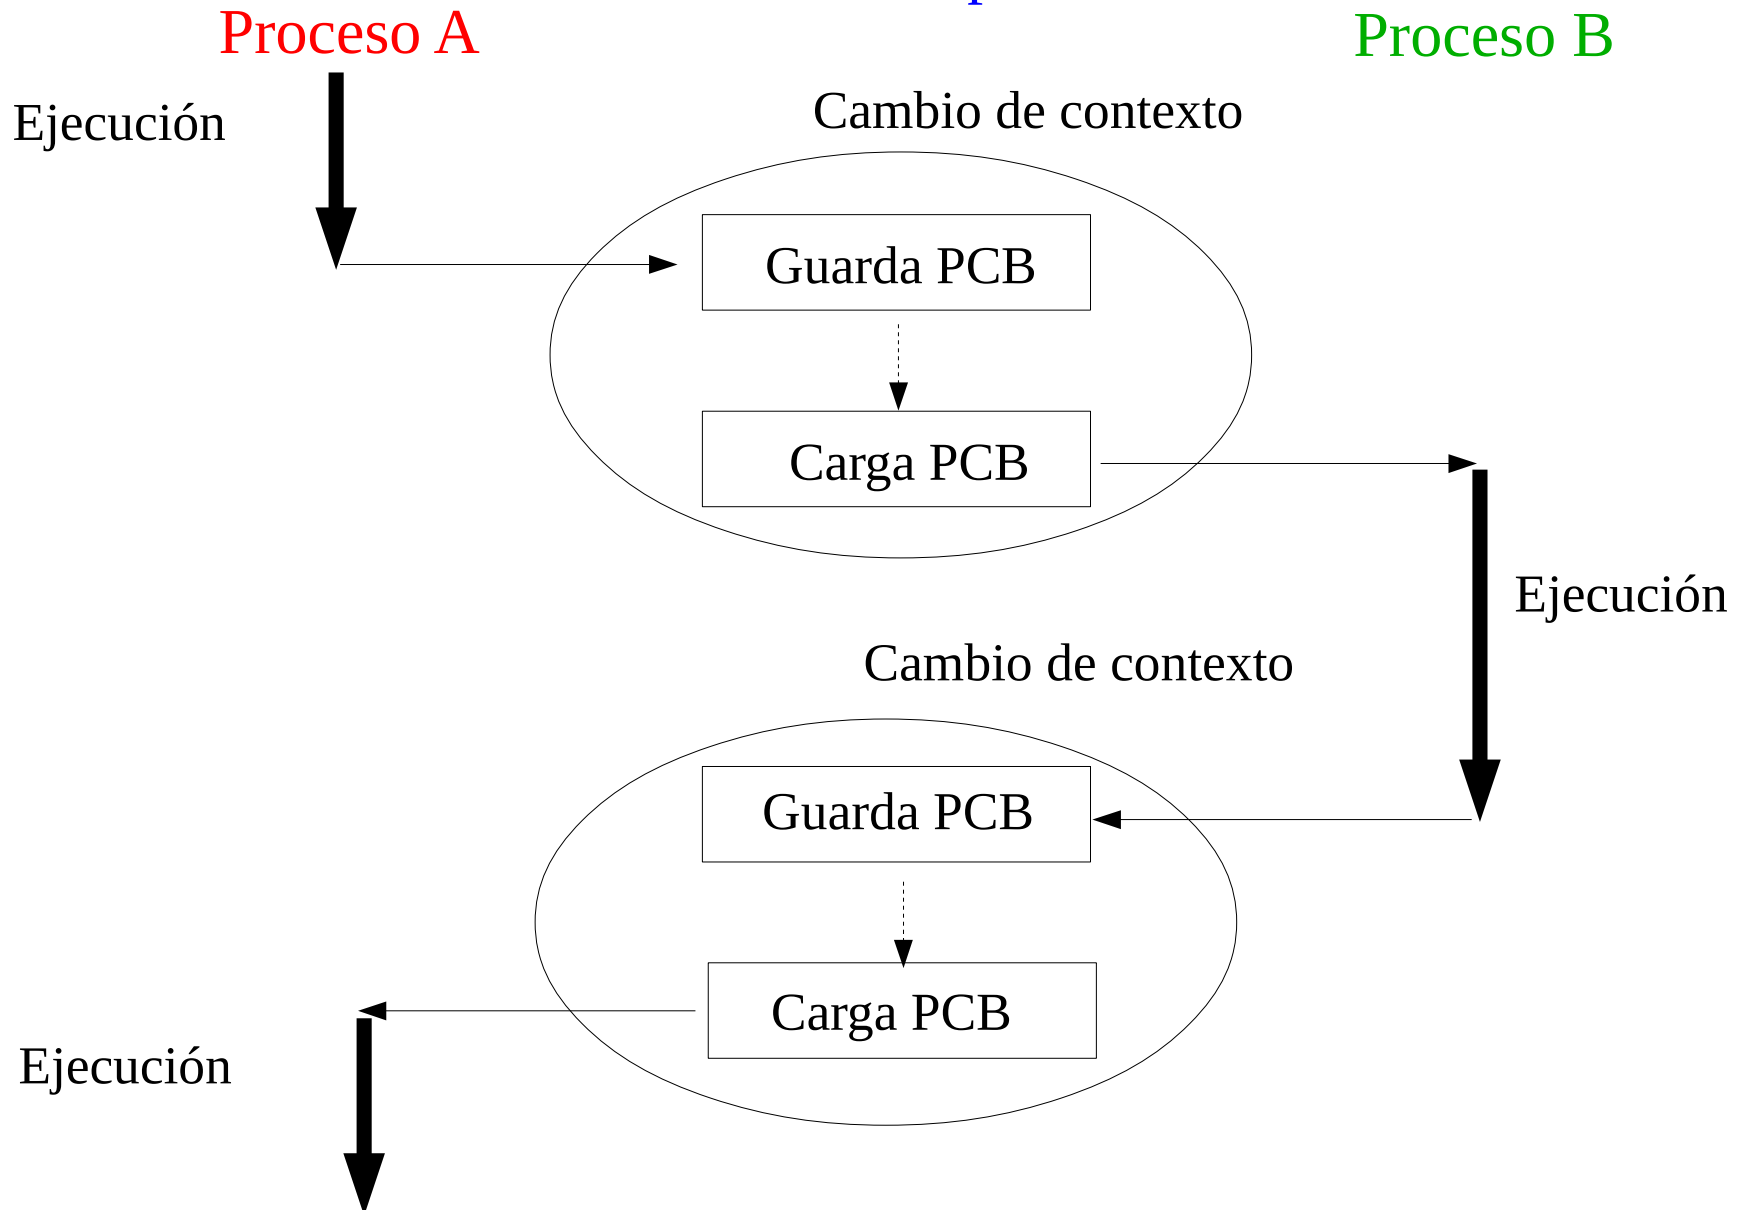 Proceso A
Proceso B
Ejecución
Cambio de contexto
Guarda PCB
Carga PCB
Ejecución
Cambio de contexto
Guarda PCB
Carga PCB
Ejecución